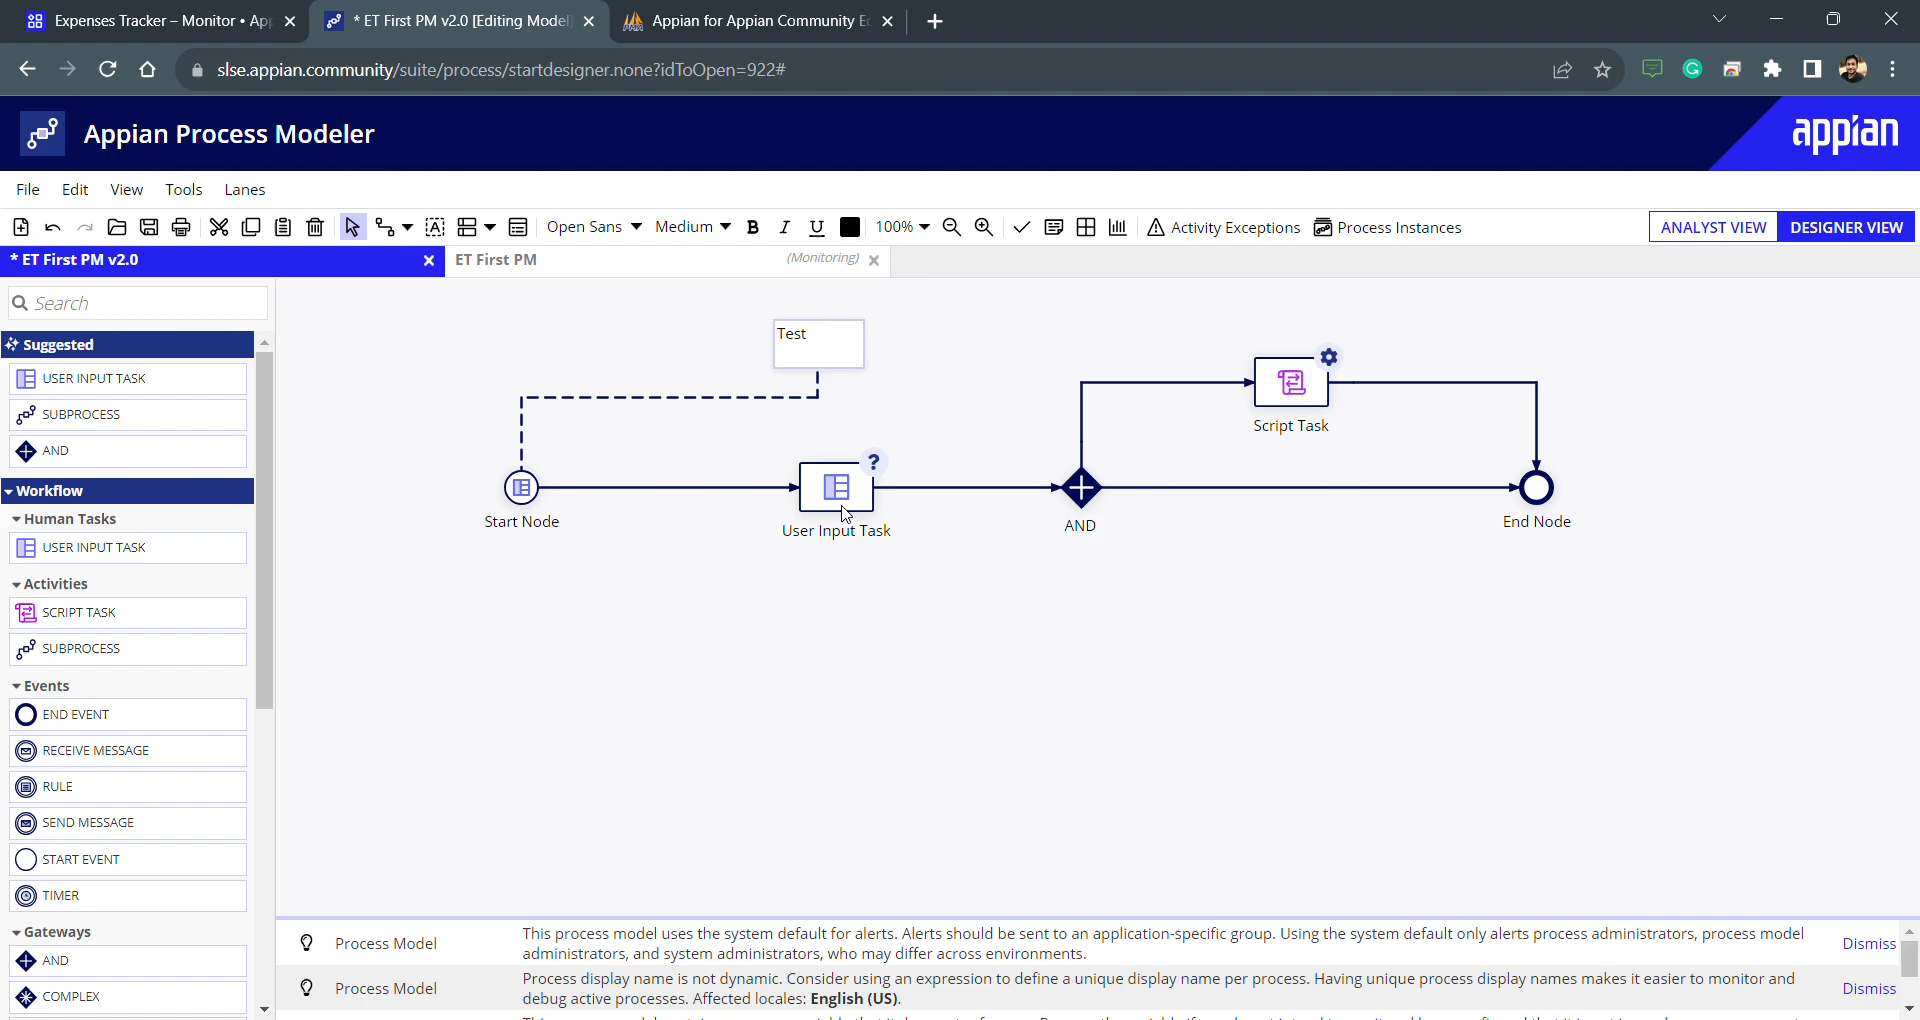 Expenses Tracker – Monitor • Ap
* ET First PM v2.0 [Editing Model]
Appian for Appian Community E
slse.appian.community/suite/process/startdesigner.none?idToOpen=922#
Appian Process Modeler
appian
File Edit View Tools Lanes
Open Sans Medium B I U 100% Activity Exceptions Process Instances ANALYST VIEW DESIGNER VIEW
* ET First PM v2.0
ET First PM (Monitoring)
Search
Suggested
USER INPUT TASK
SUBPROCESS
AND
Workflow
Human Tasks
USER INPUT TASK
Activities
SCRIPT TASK
SUBPROCESS
Events
END EVENT
RECEIVE MESSAGE
RULE
SEND MESSAGE
START EVENT
TIMER
Gateways
AND
COMPLEX
Test
Script Task
?
Start Node
User Input Task
AND
End Node
Process Model
This process model uses the system default for alerts. Alerts should be sent to an application-specific group. Using the system default only alerts process administrators, process model
administrators, and system administrators, who may differ across environments.
Dismiss
Process Model
Process display name is not dynamic. Consider using an expression to define a unique display name per process. Having unique process display names makes it easier to monitor and
debug active processes. Affected locales: English (US).
Dismiss